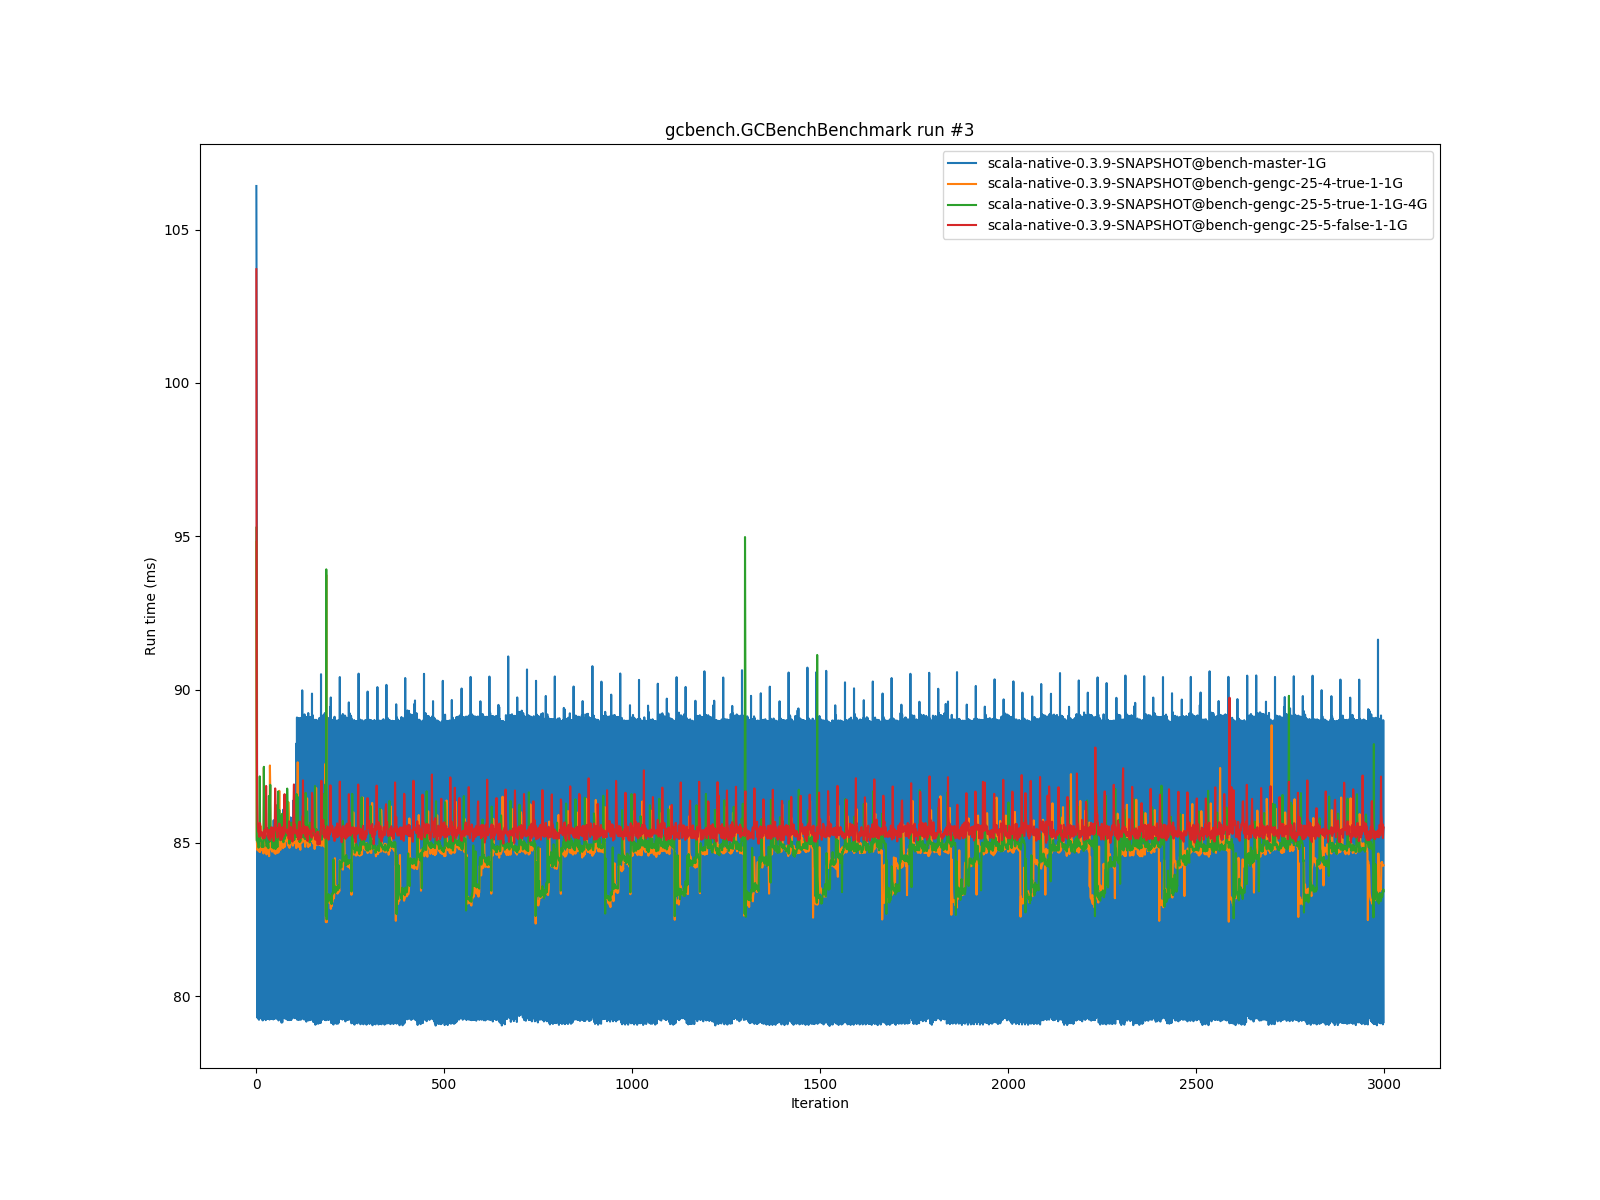 gcbench.GCBenchBenchmark run #3
scala-native-0.3.9-SNAPSHOT@bench-master-1G
scala-native-0.3.9-SNAPSHOT@bench-gengc-25-4-true-1-1G
scala-native-0.3.9-SNAPSHOT@bench-gengc-25-5-true-1-1G-4G
scala-native-0.3.9-SNAPSHOT@bench-gengc-25-5-false-1-1G
105
100
95
90
85
80
Run time (ms)
0 500 1000 1500 2000 2500 3000
Iteration